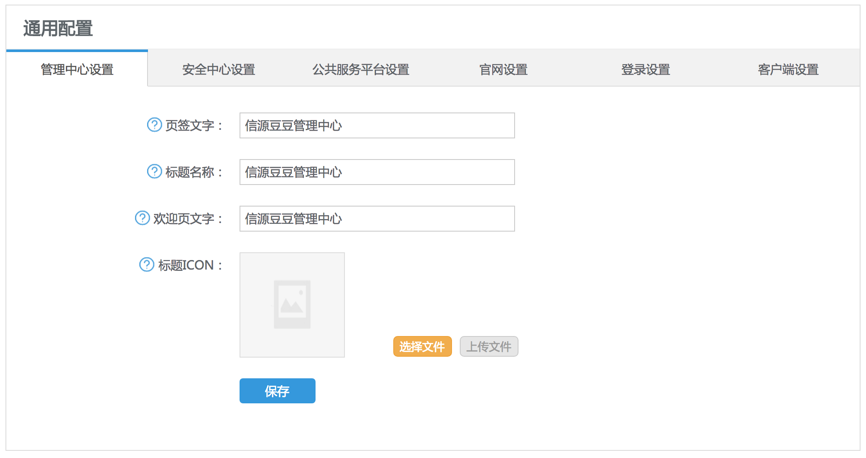 通用配置
管理中心设置 安全中心设置 公共服务平台设置 官网设置 登录设置 客户端设置
? 页签文字： 信源豆豆管理中心
? 标题名称： 信源豆豆管理中心
? 欢迎页文字： 信源豆豆管理中心
? 标题ICON：
选择文件 上传文件
保存